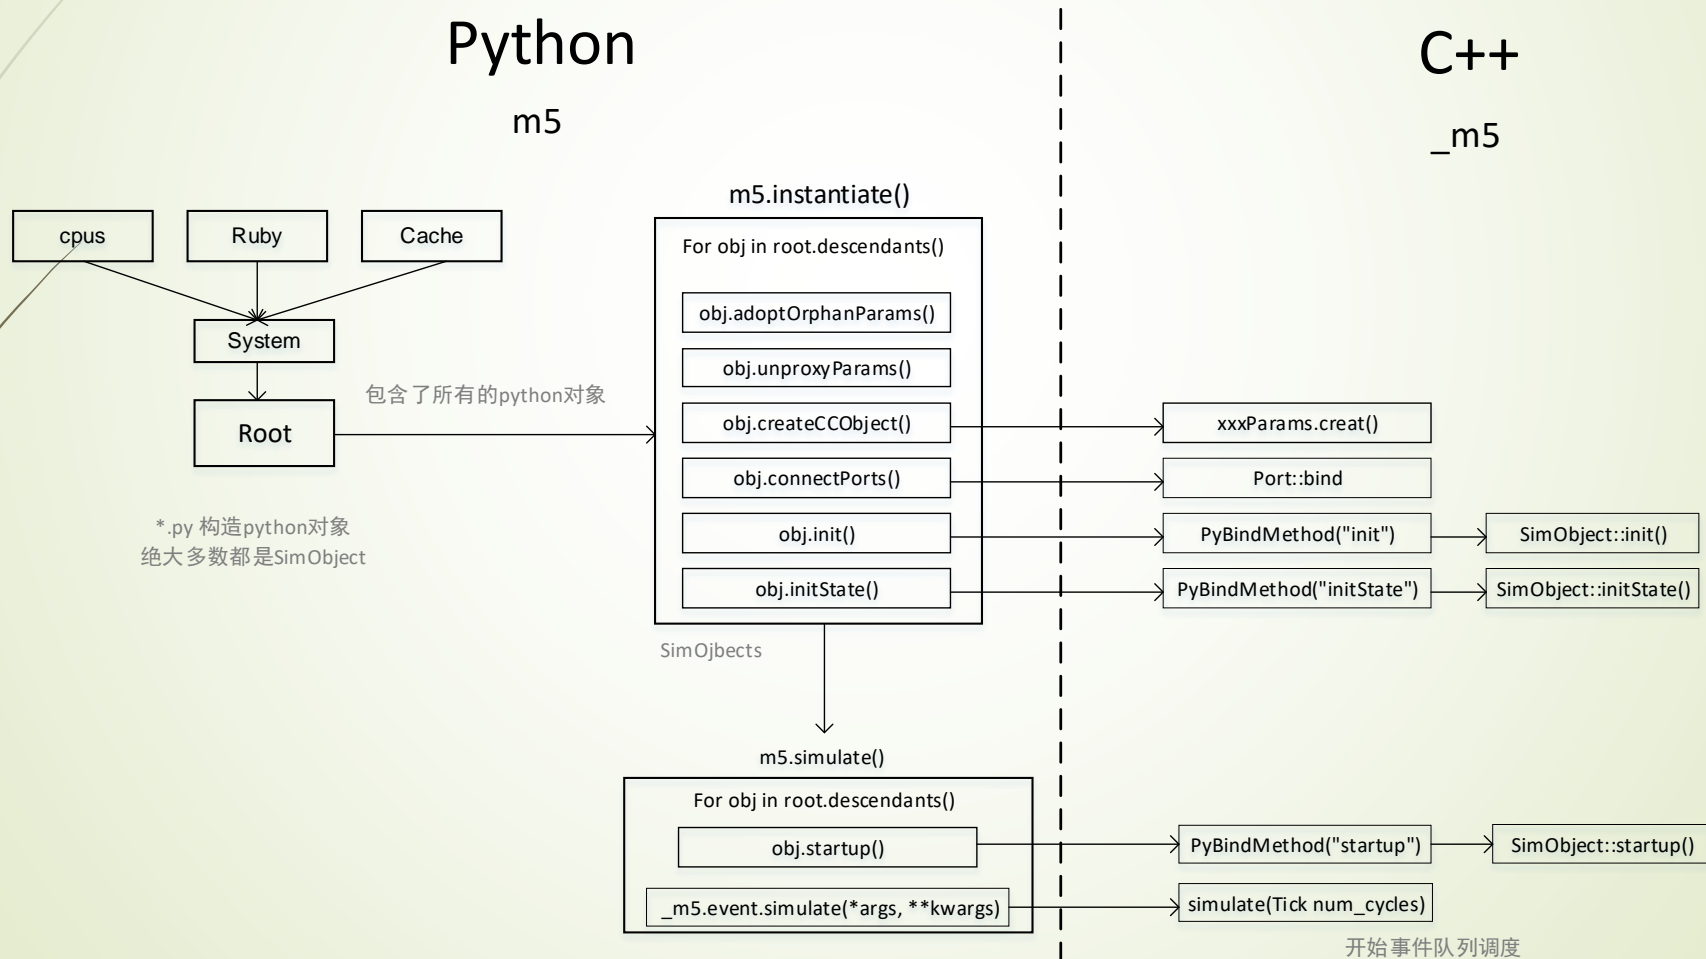 Python
C++
m5
_m5
m5.instantiate()
cpus
Ruby
Cache
For obj in root.descendants()
obj.adoptOrphanParams()
System
obj.unproxyParams()
包含了所有的python对象
Root
obj.createCCObject()
xxxParams.creat()
obj.connectPorts()
Port::bind
*.py 构造python对象
绝大多数都是SimObject
obj.init()
PyBindMethod("init")
SimObject::init()
obj.initState()
PyBindMethod("initState")
SimObject::initState()
SimOjbects
m5.simulate()
For obj in root.descendants()
obj.startup()
PyBindMethod("startup")
SimObject::startup()
_m5.event.simulate(*args, **kwargs)
simulate(Tick num_cycles)
开始事件队列调度